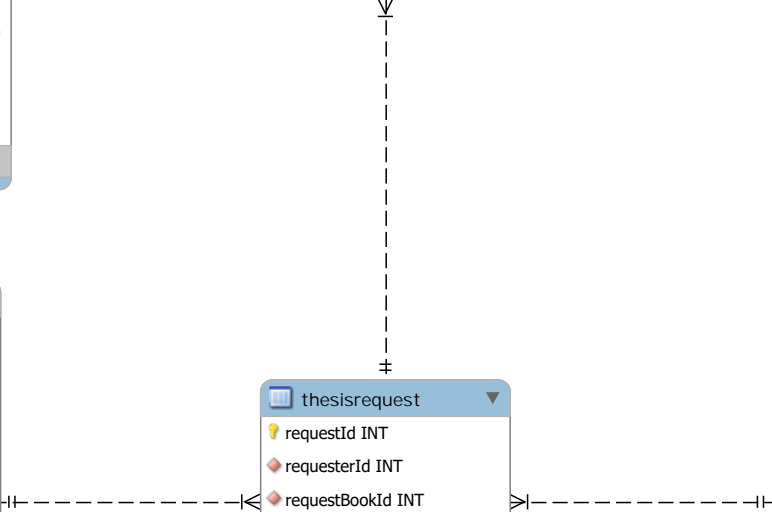 thesisrequest
requestId INT
requesterId INT
requestBookId INT